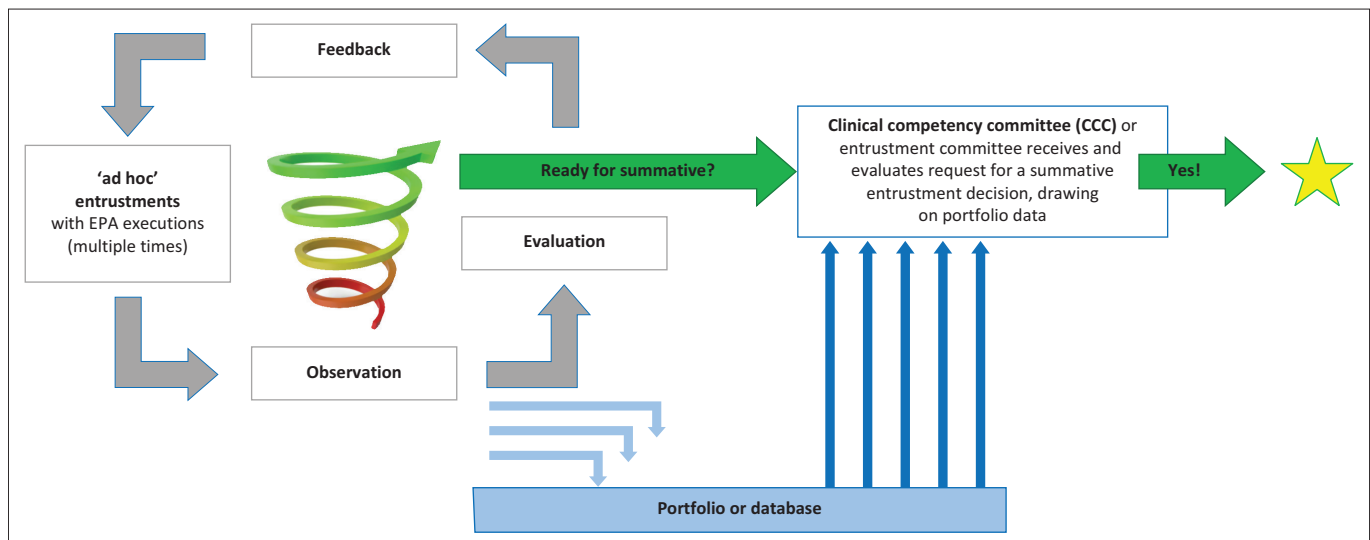 Feedback
'ad hoc'
entrustments
with EPA executions
(multiple times)
Ready for summative?
Clinical competency committee (CCC) or
entrustment committee receives and
evaluates request for a summative
entrustment decision, drawing
on portfolio data
Yes!
Evaluation
Observation
Portfolio or database